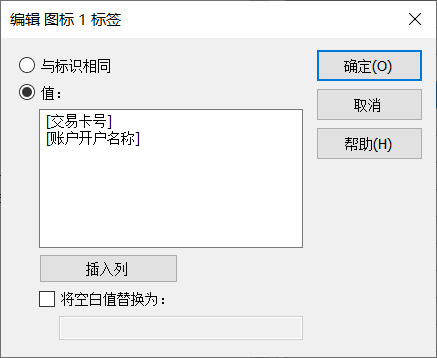 编辑 图标 1 标签
与标识相同
值：
[交易卡号]
[账户开户名称]
插入列
将空白值替换为：
确定(O)
取消
帮助(H)